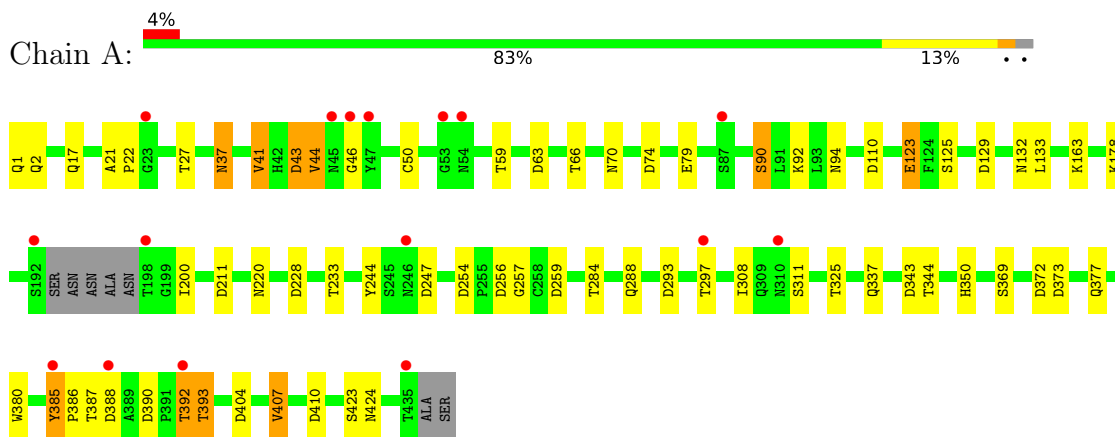 4%
Chain A:
83% 13% • •
Q1 Q2 Q17 A21 P22 G23 T27 N37 V41 H42 D43 V44 N45 G46 Y47 C50 G53 N54 T59 D63 T66 N70 D74 E79 S87 S90 L91 K92 L93 N94 D110 E123 F124 S125 D129 N132 L133 K163
S192 SER ASN ASN ALA ASN T198 G199 I200 D211 N220 D228 T233 Y244 S245 N246 D247 D254 P255 D256 G257 C258 D259 T284 Q288 D293 T297 I308 Q309 N310 S311 T325 Q337 D343 T344 H350 S369 D372 D373 Q377
W380 Y385 P386 T387 D388 A389 D390 P391 T392 T393 D404 V407 D410 S423 N424 T435 ALA SER